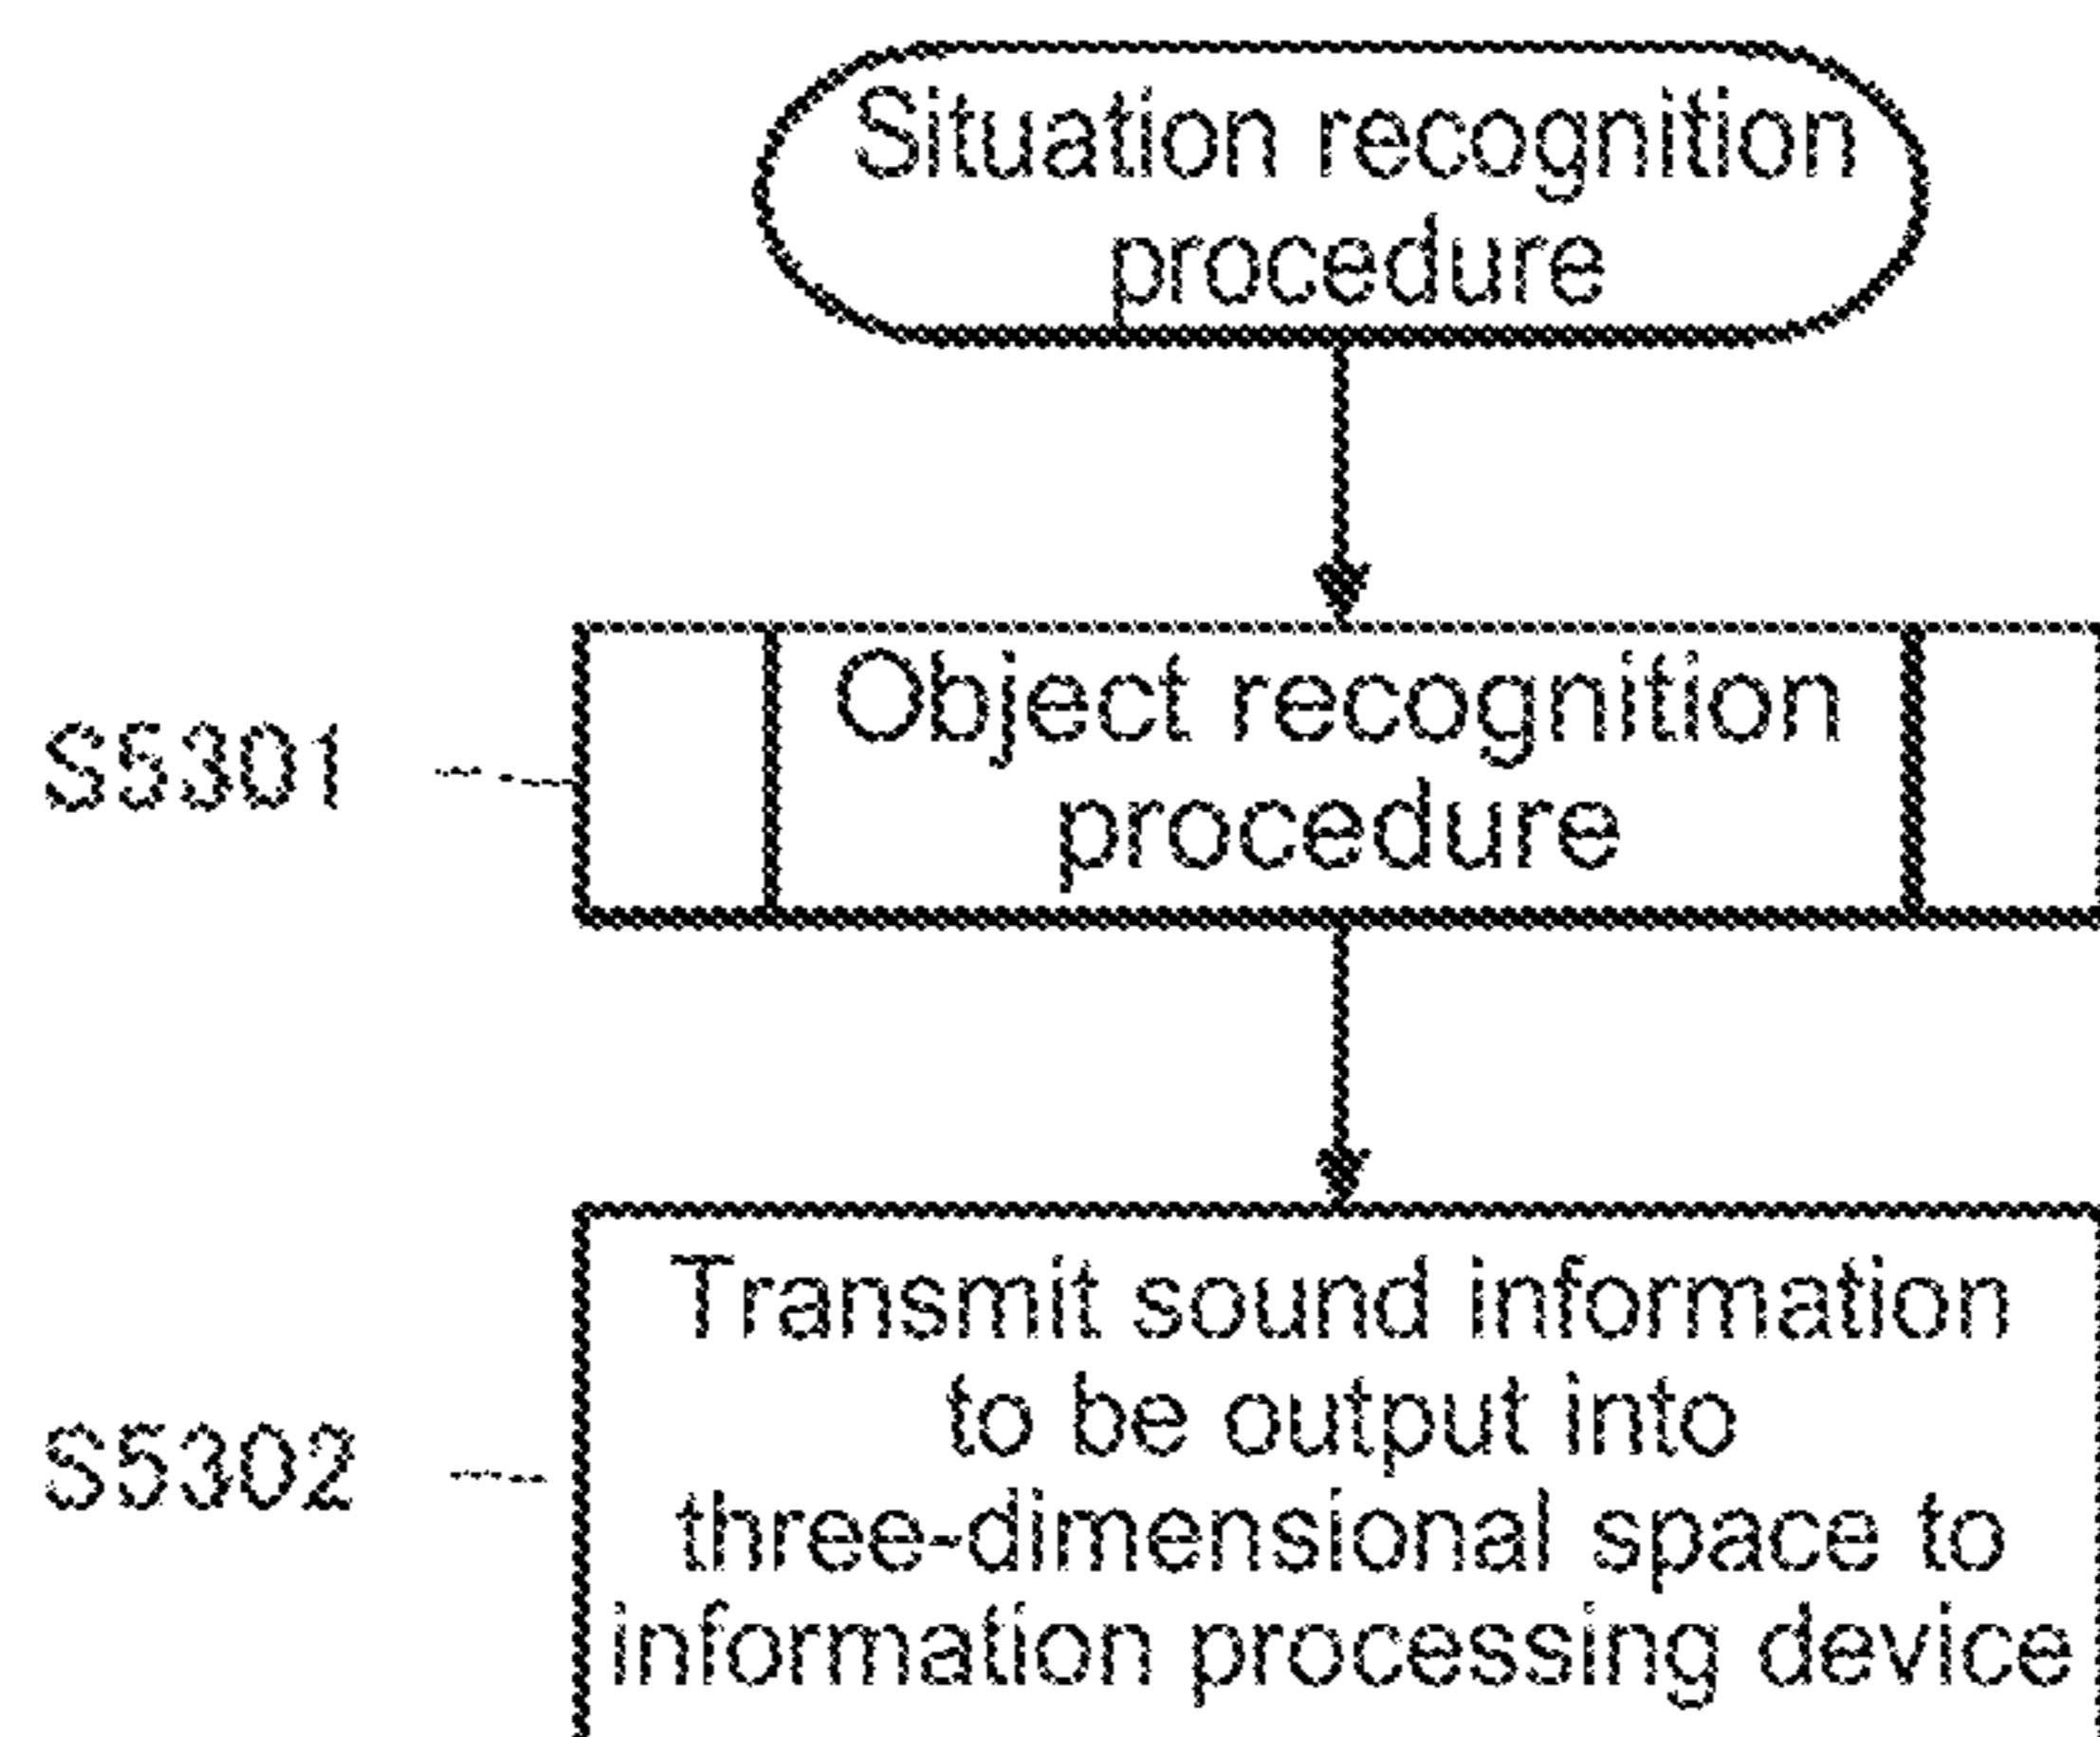 Situation recognition
procedure
S5301
Object recognition
procedure
S5302
Transmit sound information
to be output into
three-dimensional space to
information processing device